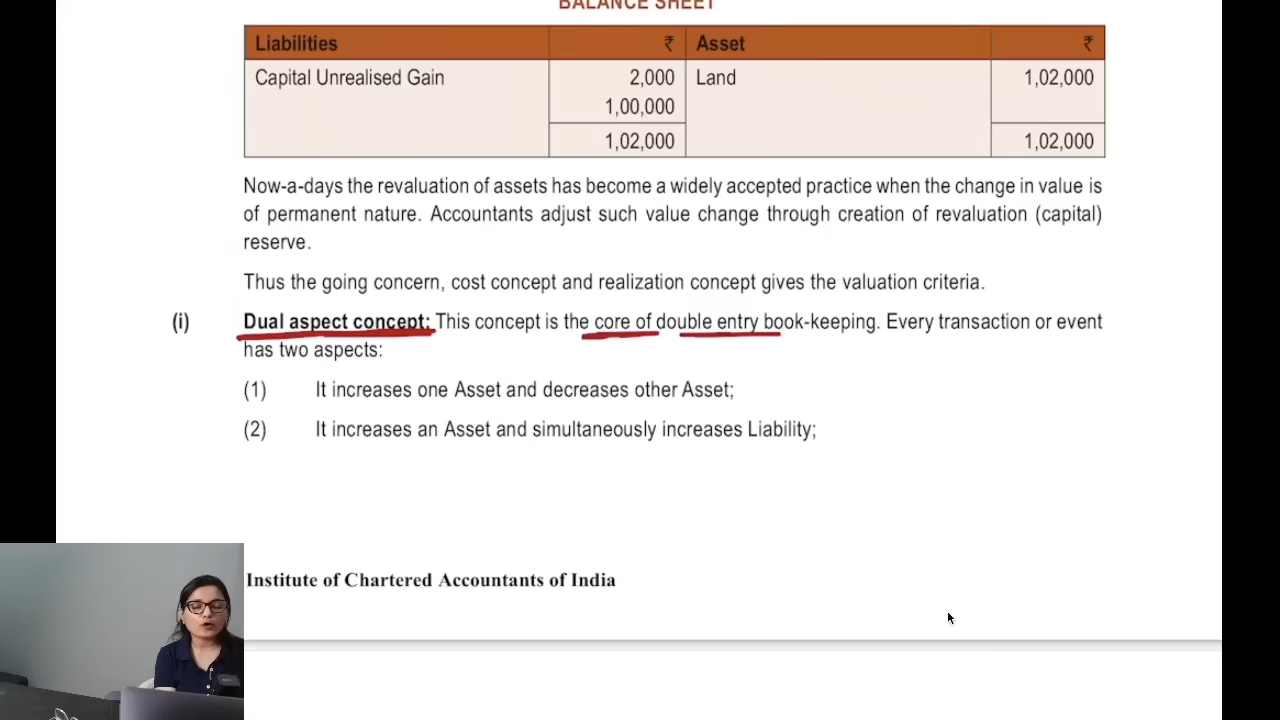 BALANCE SHEET
Liabilities ₹ Asset ₹
Capital Unrealised Gain 2,000 Land 1,02,000
1,00,000
1,02,000 1,02,000
Now-a-days the revaluation of assets has become a widely accepted practice when the change in value is
of permanent nature. Accountants adjust such value change through creation of revaluation (capital)
reserve.
Thus the going concern, cost concept and realization concept gives the valuation criteria.
(i) Dual aspect concept: This concept is the core of double entry book-keeping. Every transaction or event
has two aspects:
(1) It increases one Asset and decreases other Asset;
(2) It increases an Asset and simultaneously increases Liability;
Institute of Chartered Accountants of India